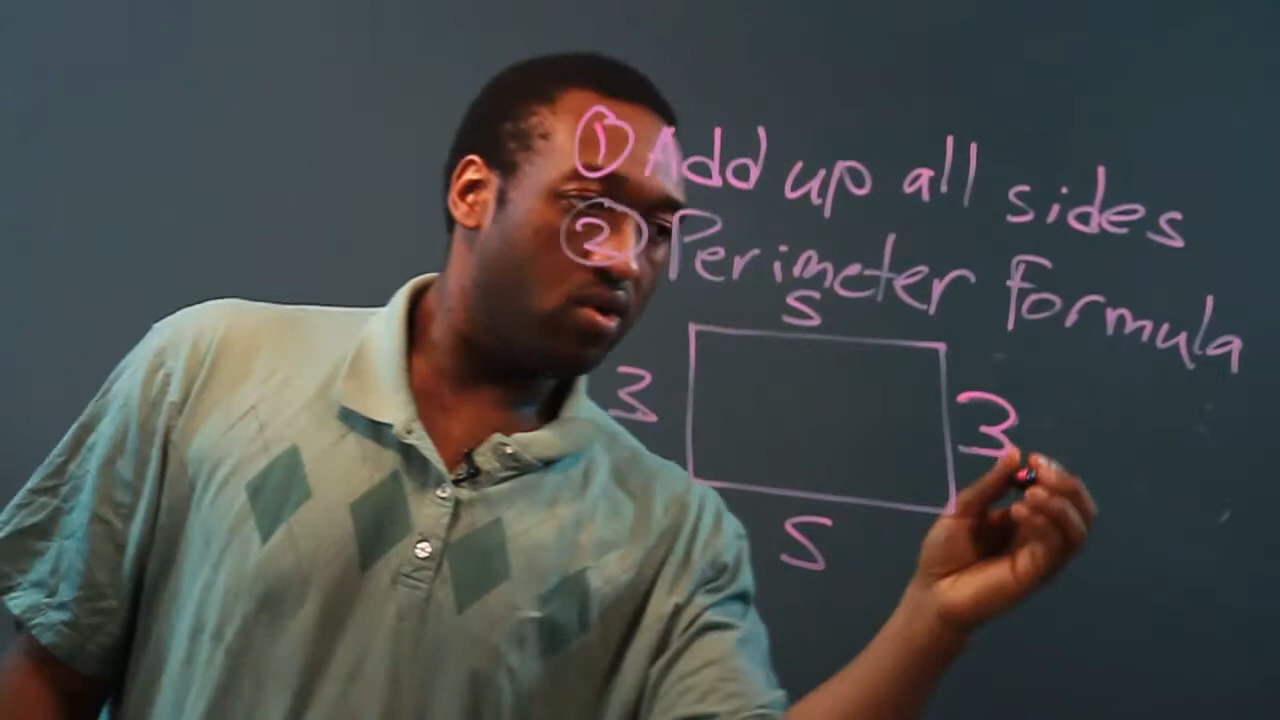 ① Add up all sides
② Perimeter Formula
5
3
3
5